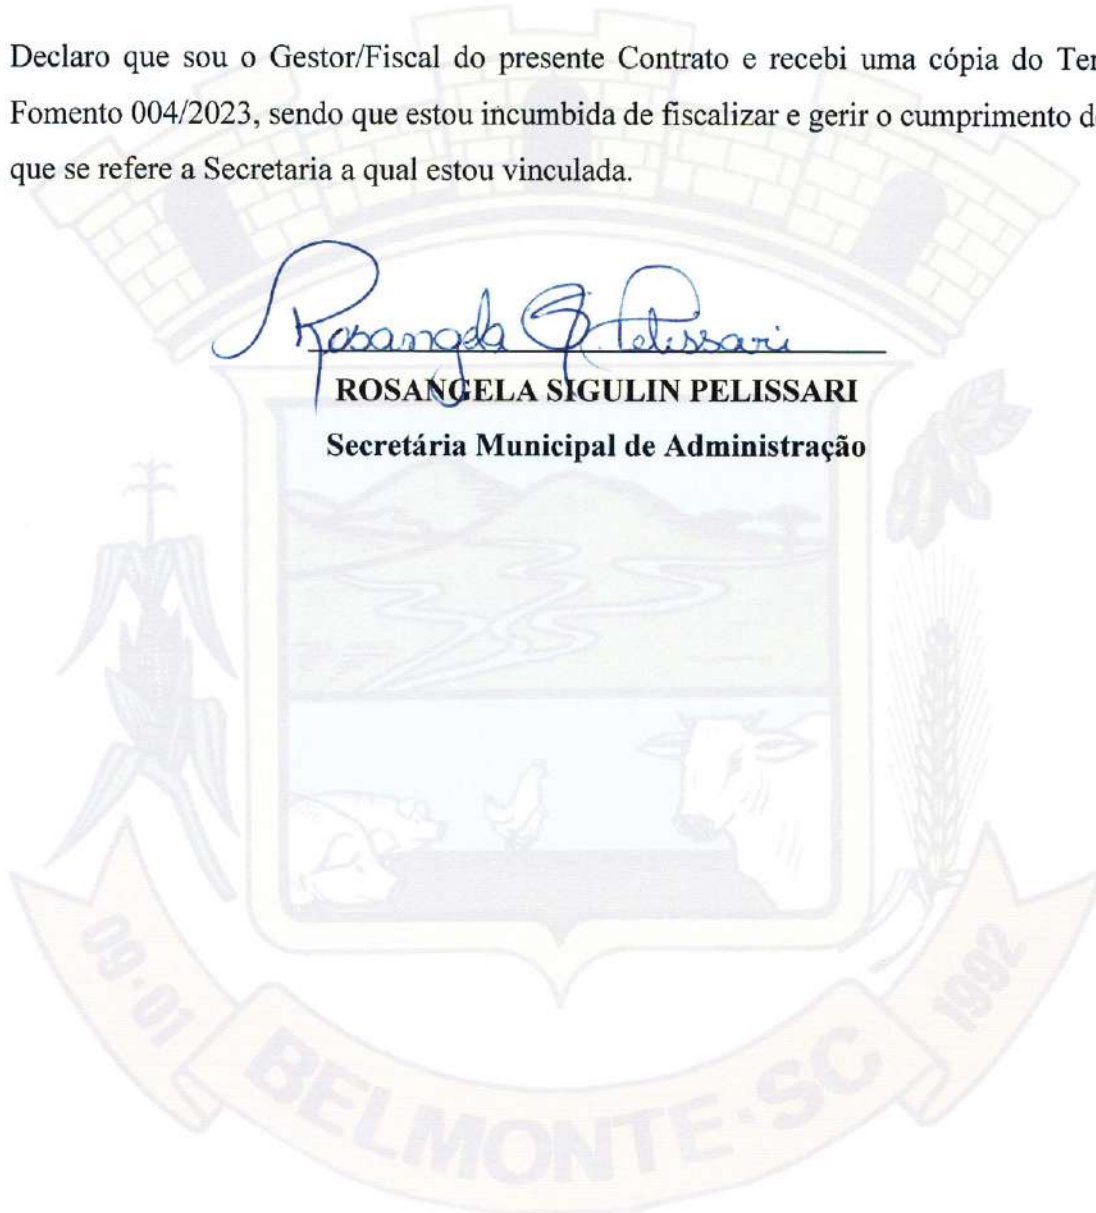 Declaro que sou o Gestor/Fiscal do presente Contrato e recebi uma cópia do Ter
Fomento 004/2023, sendo que estou incumbida de fiscalizar e gerir o cumprimento d
que se refere a Secretaria a qual estou vinculada.
Rosangela S Pelissari
ROSANGELA SIGULIN PELISSARI
Secretária Municipal de Administração
09-01
BELMONTE-SC
1992